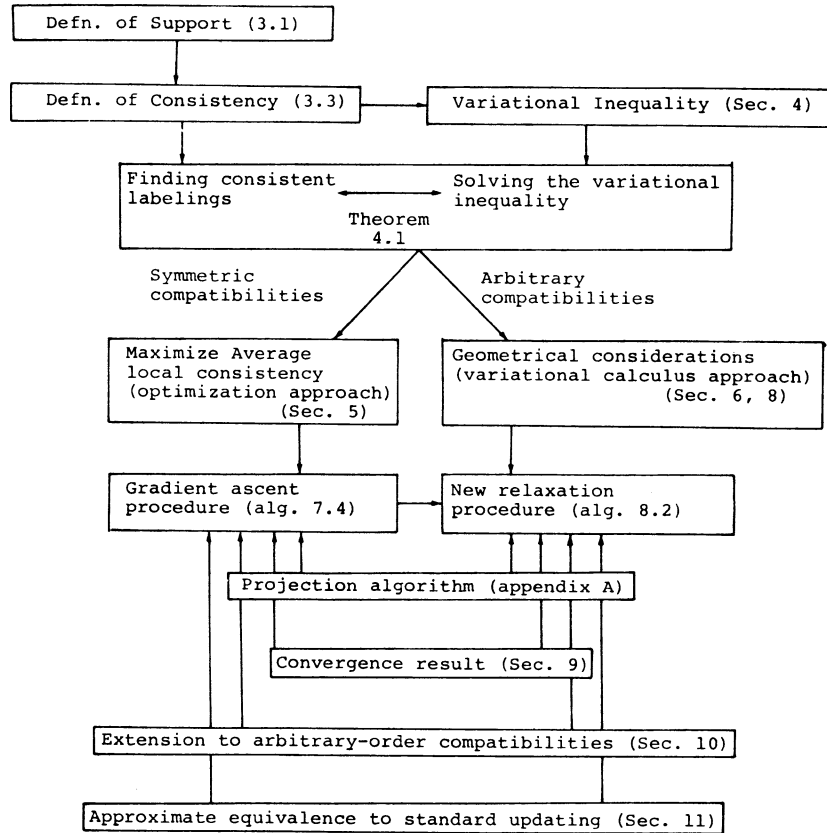 Defn. of Support (3.1)
Defn. of Consistency (3.3)
Variational Inequality (Sec. 4)
Finding consistent
labelings
Solving the variational
inequality
Theorem
4.1
Symmetric
compatibilities
Arbitrary
compatibilities
Maximize Average
local consistency
(optimization approach)
(Sec. 5)
Geometrical considerations
(variational calculus approach)
(Sec. 6, 8)
Gradient ascent
procedure (alg. 7.4)
New relaxation
procedure (alg. 8.2)
Projection algorithm (appendix A)
Convergence result (Sec. 9)
Extension to arbitrary-order compatibilities (Sec. 10)
Approximate equivalence to standard updating (Sec. 11)